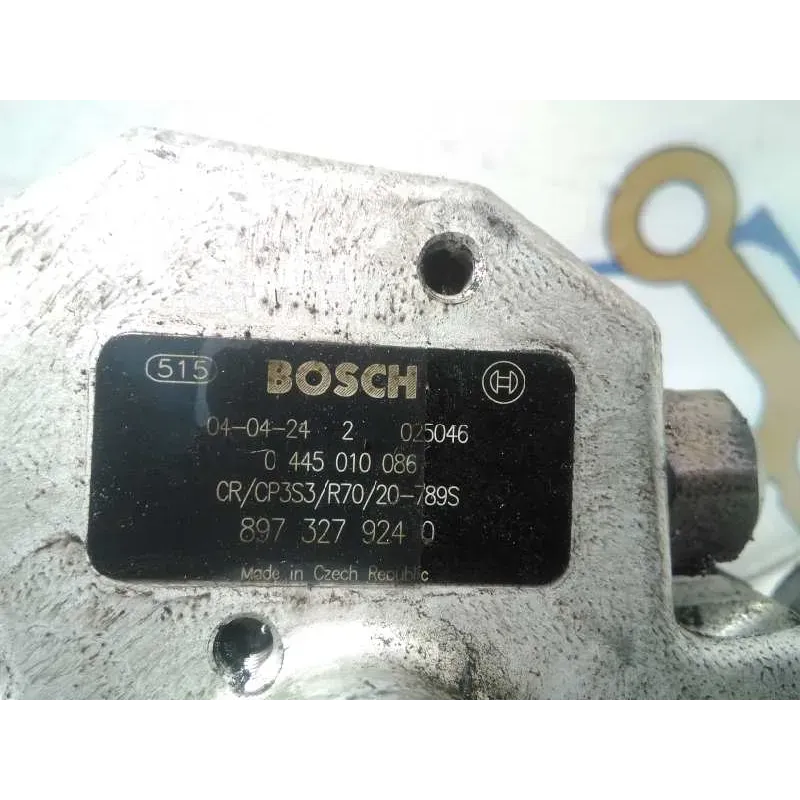 515 BOSCH
04-04-24 2 025046
0 445 010 086
CR/CP3S3/R70/20-789S
897 327 924 0
Made in Czech Republic